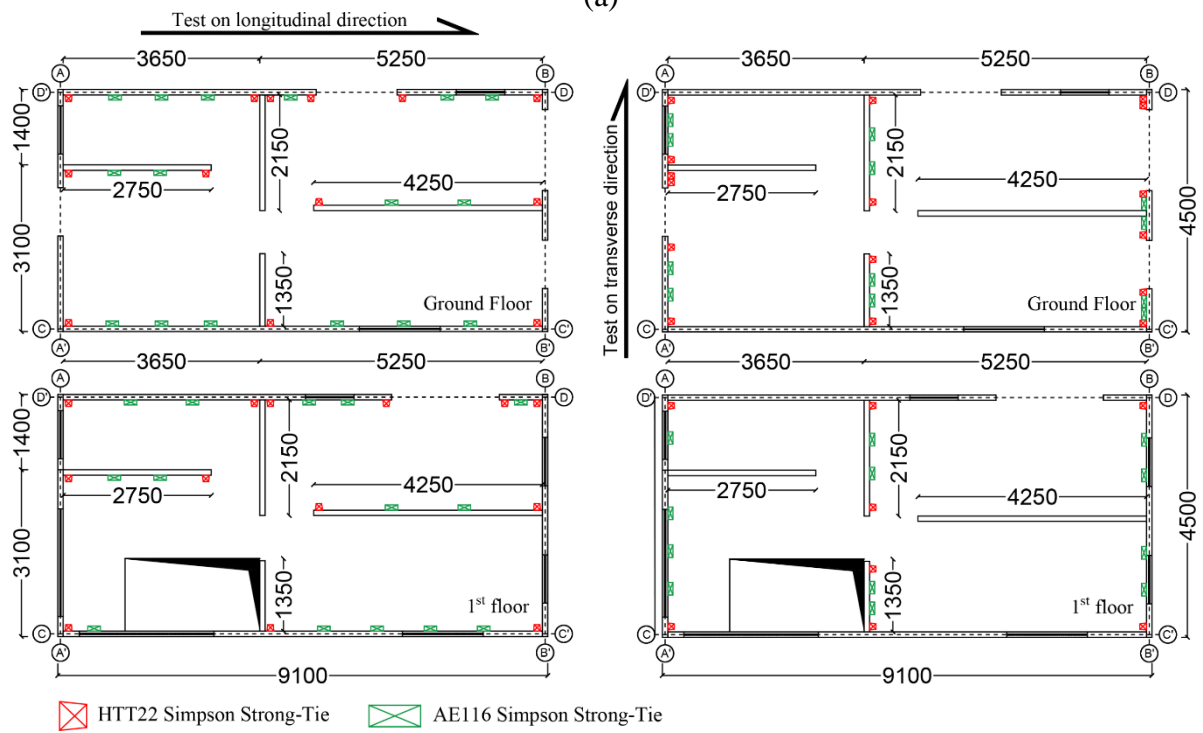 (a)
Test on longitudinal direction
3650
5250
A
B
D'
D
1400
2150
2750
4250
3100
1350
Ground Floor
C
C'
A'
B'
3650
5250
A
B
D'
D
1400
2150
2750
4250
3100
1350
1st floor
C
C'
A'
B'
9100
Test on transverse direction
3650
5250
A
B
D'
D
2150
2750
4250
4500
1350
Ground Floor
C
C'
A'
B'
3650
5250
A
B
D'
D
2150
2750
4250
4500
1350
1st floor
C
C'
A'
B'
9100
HTT22 Simpson Strong-Tie
AE116 Simpson Strong-Tie